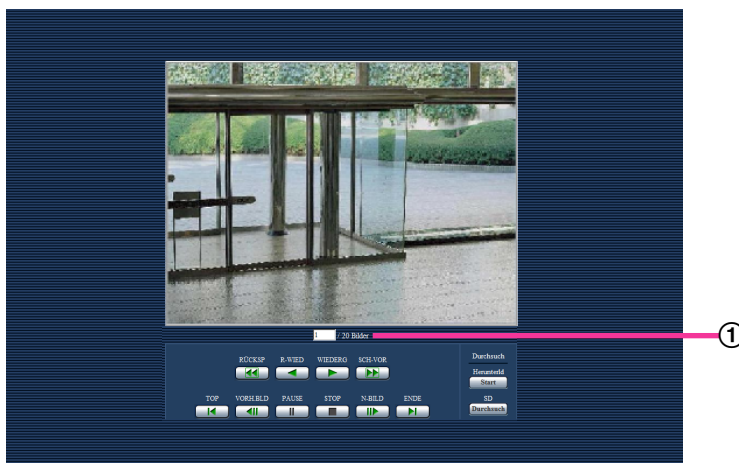 1 / 20 Bilder
①
RÜCKSP R-WIED WIEDERG SCH-VOR
Durchsuch
Herunterld
Start
TOP VORH.BLD PAUSE STOP N-BILD ENDE
SD
Durchsuch